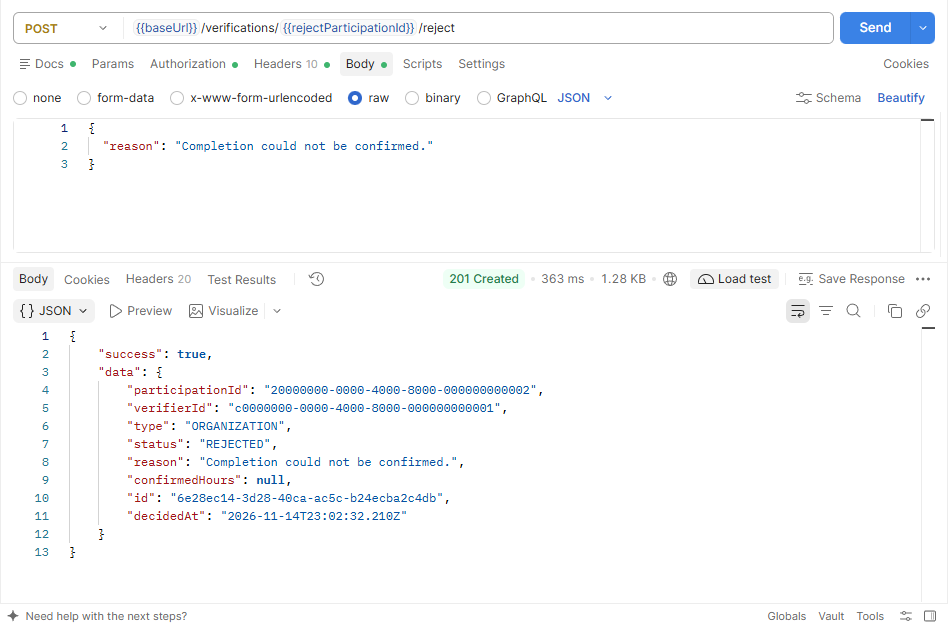 POST {{baseUrl}} /verifications/ {{rejectParticipationId}} /reject Send
Docs Params Authorization Headers 10 Body Scripts Settings Cookies
none form-data x-www-form-urlencoded raw binary GraphQL JSON Schema Beautify
1 {
2 "reason": "Completion could not be confirmed."
3 }
Body Cookies Headers 20 Test Results 201 Created 363 ms 1.28 KB Load test e.g. Save Response
{} JSON Preview Visualize
1 {
2 "success": true,
3 "data": {
4 "participationId": "20000000-0000-4000-8000-000000000002",
5 "verifierId": "c0000000-0000-4000-8000-000000000001",
6 "type": "ORGANIZATION",
7 "status": "REJECTED",
8 "reason": "Completion could not be confirmed.",
9 "confirmedHours": null,
10 "id": "6e28ec14-3d28-40ca-ac5c-b24ecba2c4db",
11 "decidedAt": "2026-11-14T23:02:32.210Z"
12 }
13 }
Need help with the next steps? Globals Vault Tools